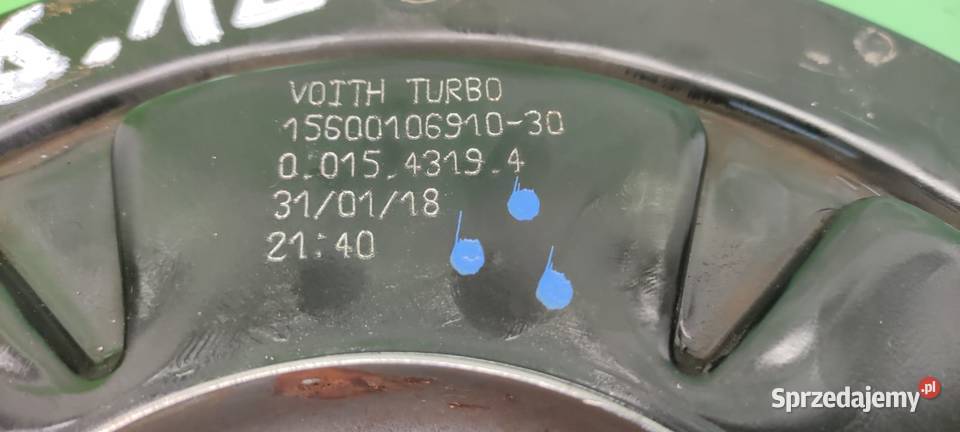 VOITH TURBO
15600106910-30
0.015.4319.4
31/01/18
21:40
Sprzedajemy.pl